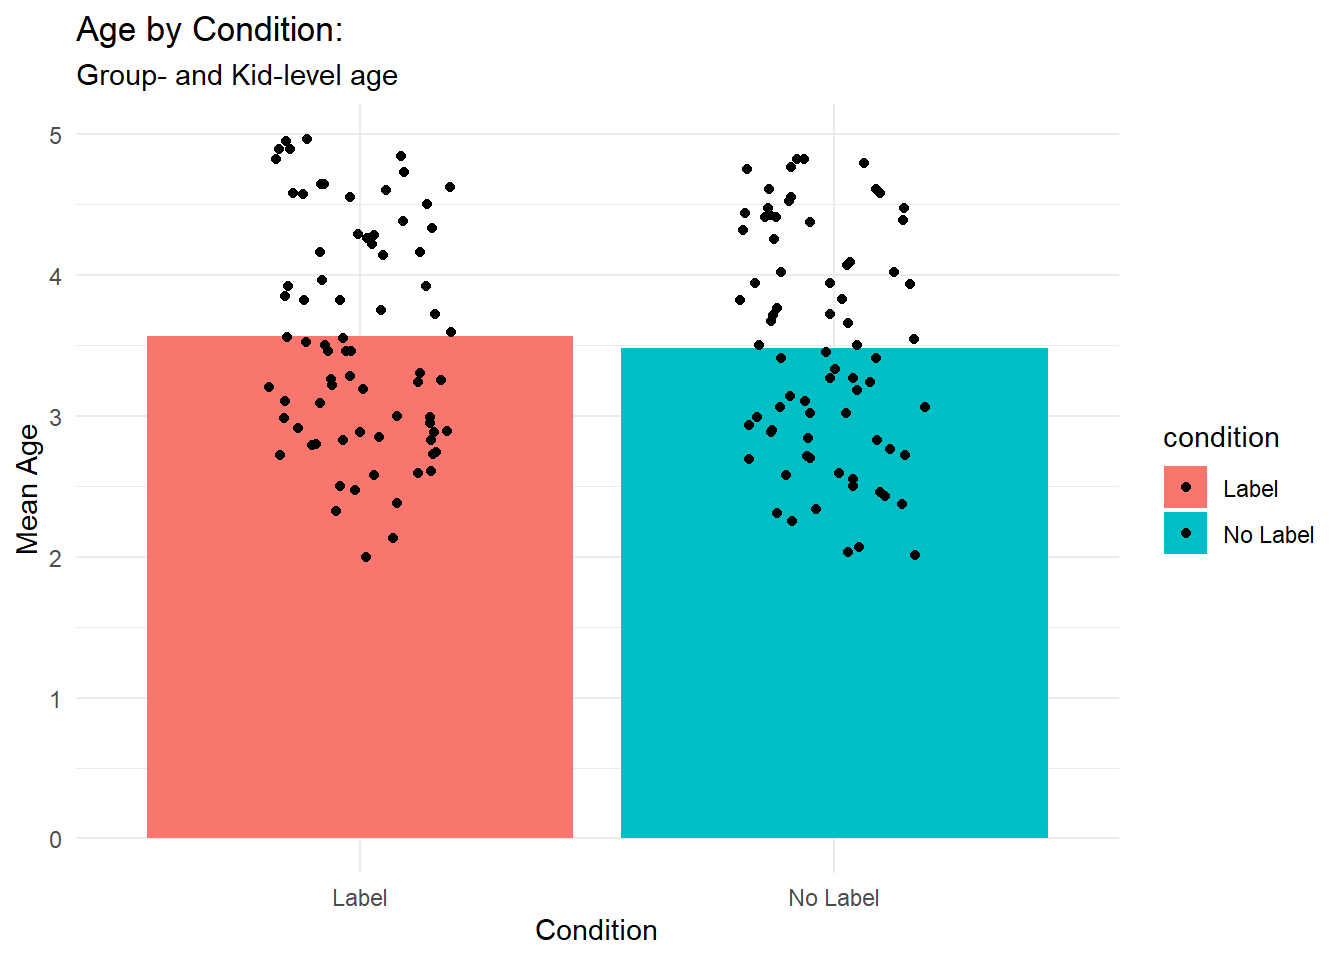 Age by Condition:
Group- and Kid-level age
Mean Age
5
4
3
2
1
0
Label
No Label
Condition
condition
Label
No Label